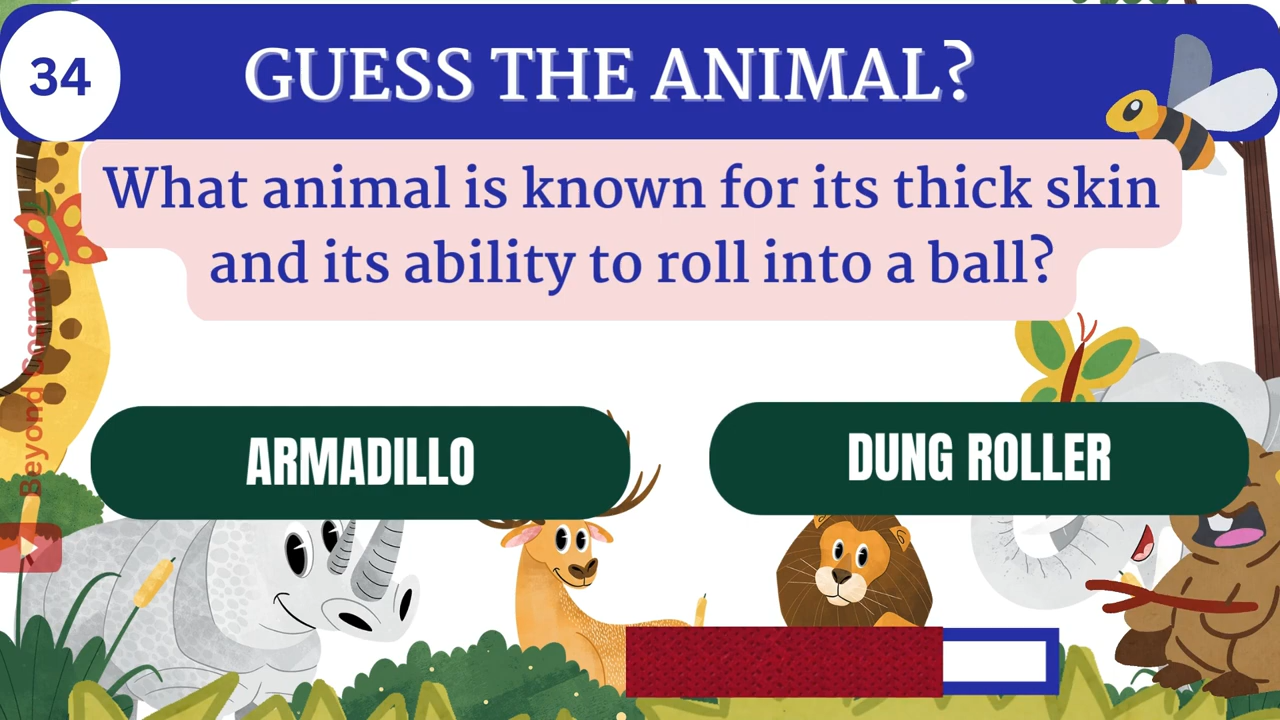 34
GUESS THE ANIMAL?
What animal is known for its thick skin
and its ability to roll into a ball?
ARMADILLO
DUNG ROLLER